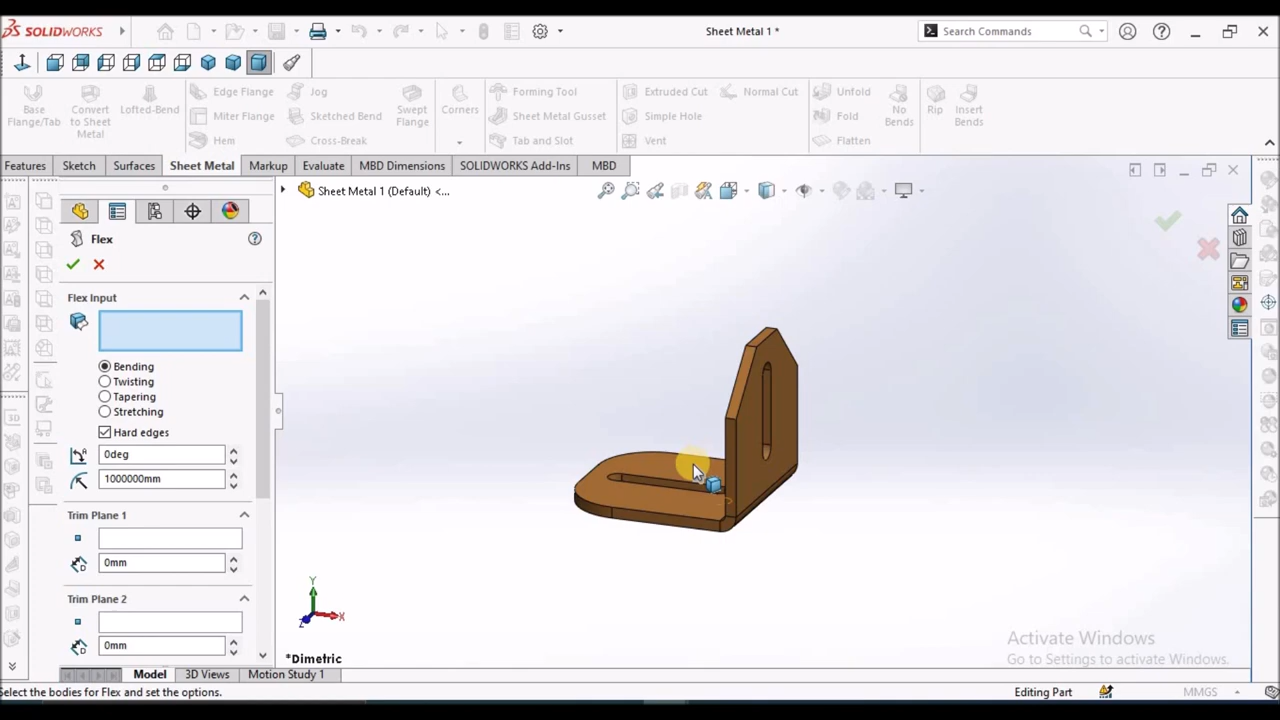 SOLIDWORKS
Sheet Metal 1 *
Search Commands
Base Flange/Tab
Convert to Sheet Metal
Lofted-Bend
Edge Flange
Miter Flange
Hem
Jog
Sketched Bend
Cross-Break
Swept Flange
Corners
Forming Tool
Sheet Metal Gusset
Tab and Slot
Extruded Cut
Simple Hole
Vent
Normal Cut
Unfold
Fold
Flatten
No Bends
Rip
Insert Bends
Features
Sketch
Surfaces
Sheet Metal
Markup
Evaluate
MBD Dimensions
SOLIDWORKS Add-Ins
MBD
Sheet Metal 1 (Default) <...
Flex
Flex Input
Bending
Twisting
Tapering
Stretching
Hard edges
0deg
1000000mm
Trim Plane 1
0mm
Trim Plane 2
0mm
Y
X
Z
*Dimetric
Activate Windows
Go to Settings to activate Windows.
Model
3D Views
Motion Study 1
Select the bodies for Flex and set the options.
Editing Part
MMGS